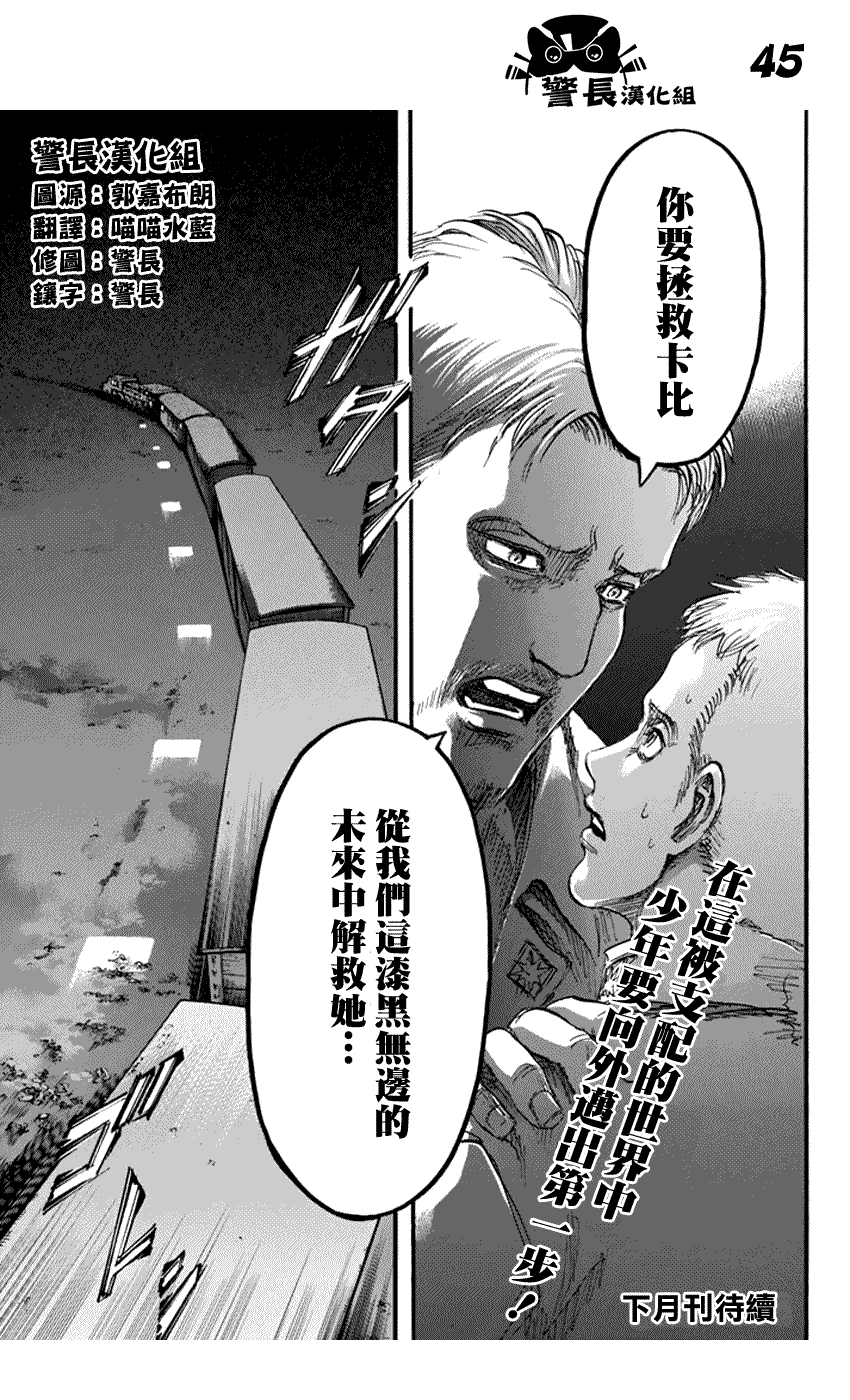 警長漢化組
45
你要拯救卡比
警長漢化組
圖源：郭嘉布朗
翻譯：喵喵水藍
修圖：警長
鑲字：警長
ガダ
從我們這漆黑無邊的
未來中解救她…
在這被支配的世界中
少年要向外邁出第一步！
ゴゴ
下月刊待續